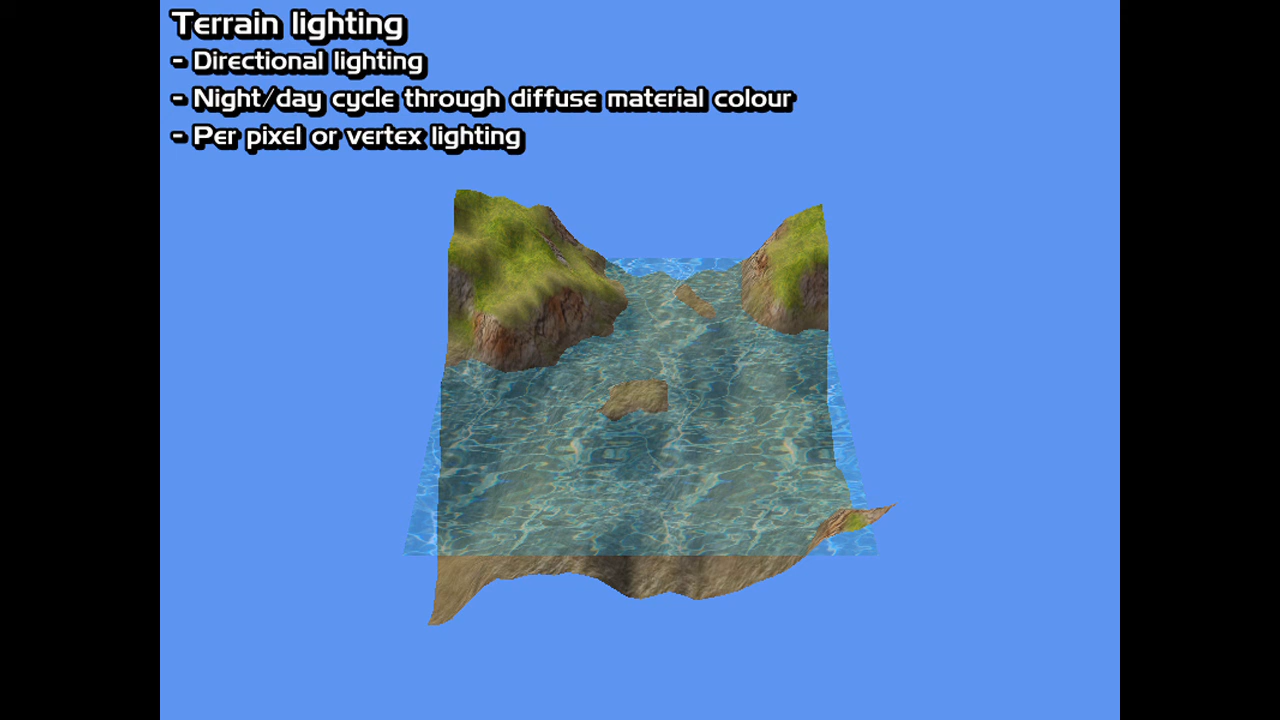 Terrain lighting
- Directional lighting
- Night/day cycle through diffuse material colour
- Per pixel or vertex lighting